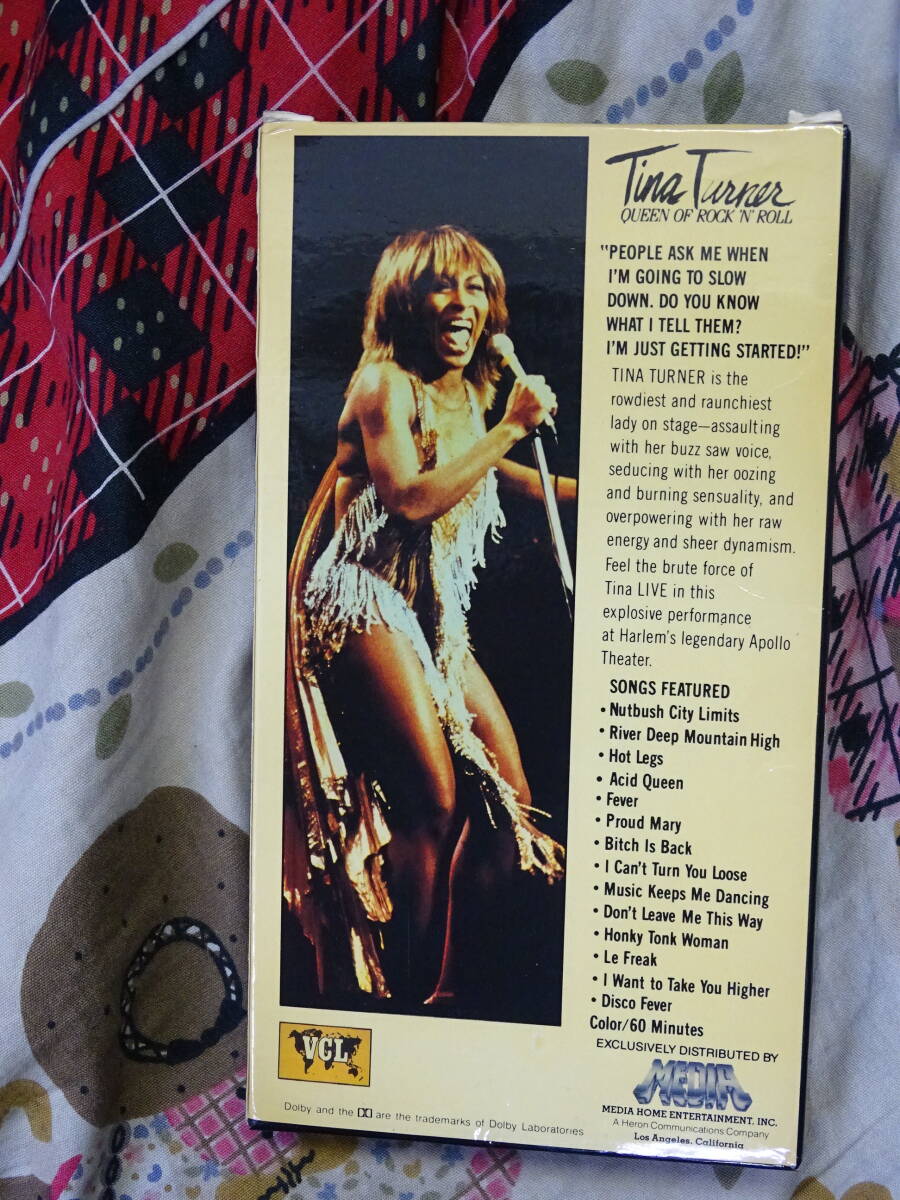 Tina Turner
QUEEN OF ROCK 'N' ROLL
"PEOPLE ASK ME WHEN
I'M GOING TO SLOW
DOWN. DO YOU KNOW
WHAT I TELL THEM?
I'M JUST GETTING STARTED!"
TINA TURNER is the
rowdiest and raunchiest
lady on stage—assaulting
with her buzz saw voice,
seducing with her oozing
and burning sensuality, and
overpowering with her raw
energy and sheer dynamism.
Feel the brute force of
Tina LIVE in this
explosive performance
at Harlem's legendary Apollo
Theater.
SONGS FEATURED
• Nutbush City Limits
• River Deep Mountain High
• Hot Legs
• Acid Queen
• Fever
• Proud Mary
• Bitch Is Back
• I Can't Turn You Loose
• Music Keeps Me Dancing
• Don't Leave Me This Way
• Honky Tonk Woman
• Le Freak
• I Want to Take You Higher
• Disco Fever
Color/60 Minutes
EXCLUSIVELY DISTRIBUTED BY
MEDIA
MEDIA HOME ENTERTAINMENT, INC.
A Heron Communications Company
Los Angeles, California
VCL
Dolby and the DD are the trademarks of Dolby Laboratories